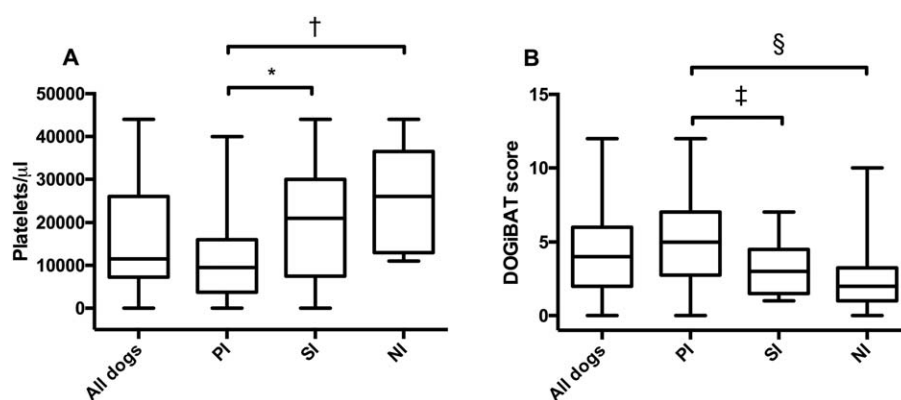 A
†
*
Platelets/µl
50000
40000
30000
20000
10000
0
All dogs
PI
SI
NI
B
§
‡
DOGiBAT score
15
10
5
0
All dogs
PI
SI
NI